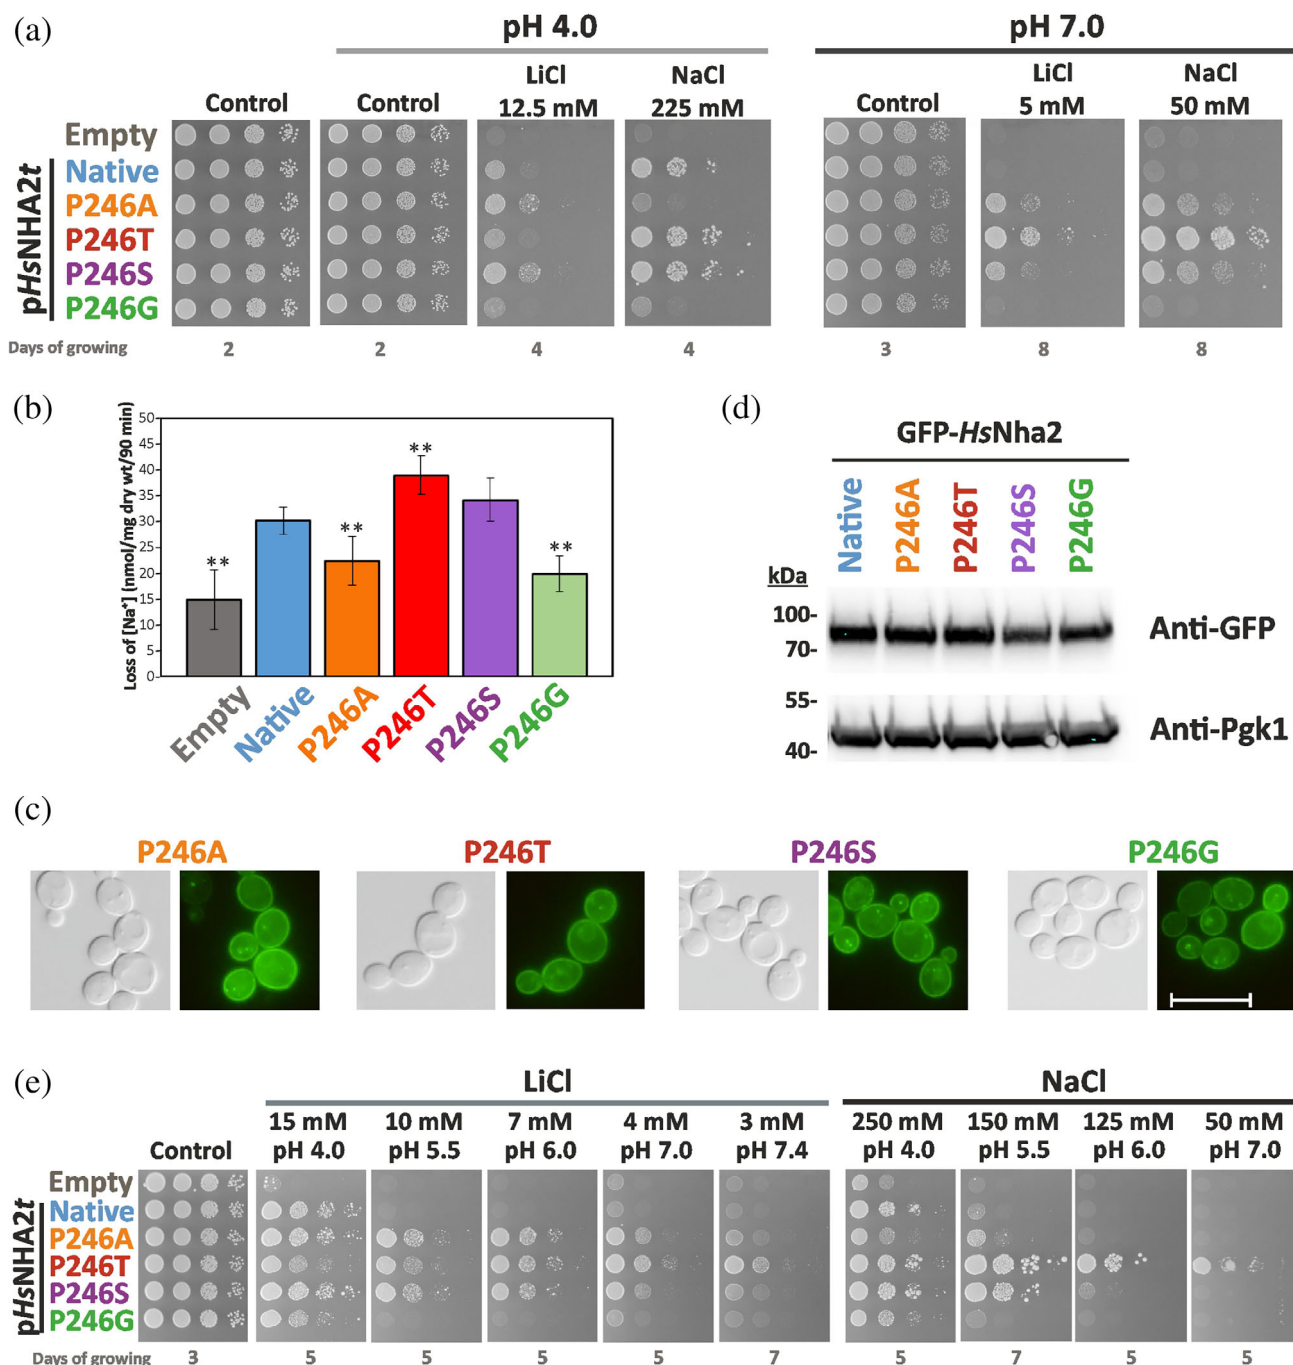 (a)
pH 4.0
pH 7.0
LiCl
NaCl
LiCl
NaCl
Control
Control
12.5 mM
225 mM
Control
5 mM
50 mM
Empty
pHsNHA2t
Native
P246A
P246T
P246S
P246G
Days of growing
2
2
4
4
3
8
8
(b)
Loss of [Na⁺] (nmol/mg dry wt/90 min)
50
45
40
35
30
25
20
15
10
5
0
**
**
**
**
Empty
Native
P246A
P246T
P246S
P246G
(d)
GFP-HsNha2
Native
P246A
P246T
P246S
P246G
kDa
100-
70-
Anti-GFP
55-
40-
Anti-Pgk1
(c)
P246A
P246T
P246S
P246G
(e)
LiCl
NaCl
15 mM
10 mM
7 mM
4 mM
3 mM
250 mM
150 mM
125 mM
50 mM
Control
pH 4.0
pH 5.5
pH 6.0
pH 7.0
pH 7.4
pH 4.0
pH 5.5
pH 6.0
pH 7.0
Empty
pHsNHA2t
Native
P246A
P246T
P246S
P246G
Days of growing
3
5
5
5
5
7
5
7
5
5